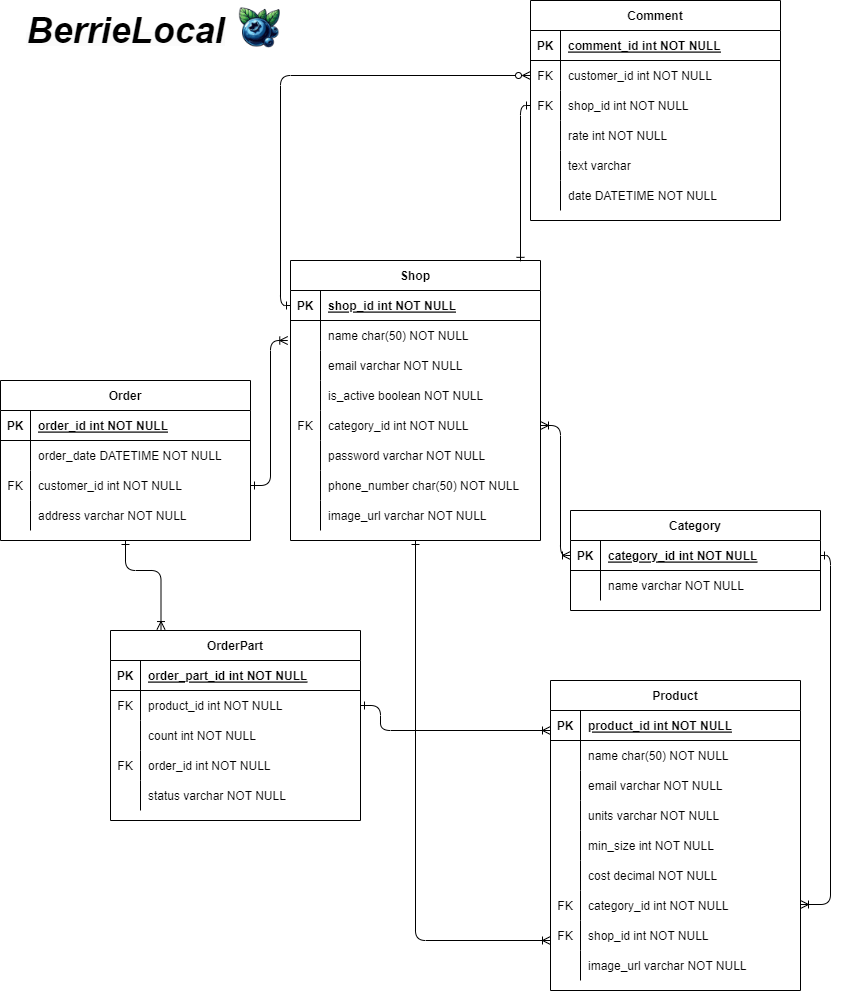 BerrieLocal
Comment
PK comment_id int NOT NULL
FK customer_id int NOT NULL
FK shop_id int NOT NULL
rate int NOT NULL
text varchar
date DATETIME NOT NULL
Shop
PK shop_id int NOT NULL
name char(50) NOT NULL
email varchar NOT NULL
is_active boolean NOT NULL
FK category_id int NOT NULL
password varchar NOT NULL
phone_number char(50) NOT NULL
image_url varchar NOT NULL
Order
PK order_id int NOT NULL
order_date DATETIME NOT NULL
FK customer_id int NOT NULL
address varchar NOT NULL
Category
PK category_id int NOT NULL
name varchar NOT NULL
OrderPart
PK order_part_id int NOT NULL
FK product_id int NOT NULL
count int NOT NULL
FK order_id int NOT NULL
status varchar NOT NULL
Product
PK product_id int NOT NULL
name char(50) NOT NULL
email varchar NOT NULL
units varchar NOT NULL
min_size int NOT NULL
cost decimal NOT NULL
FK category_id int NOT NULL
FK shop_id int NOT NULL
image_url varchar NOT NULL